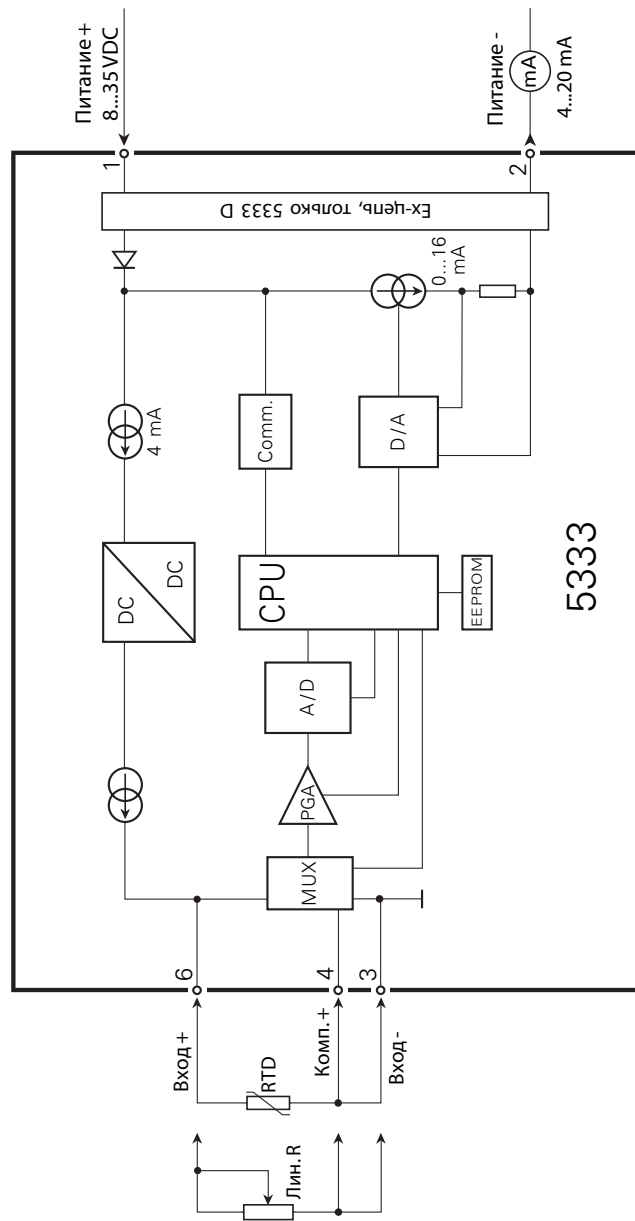 Питание+
8...35 VDC
Питание -
mA
4...20 mA
1
2
Ex-цепь, только 5333 D
0...16
mA
4 mA
Comm.
D/A
DC
DC
CPU
EEPROM
5333
A/D
PGA
MUX
6
4
3
Вход+
RTD
Комп.+
Вход -
Лин. R